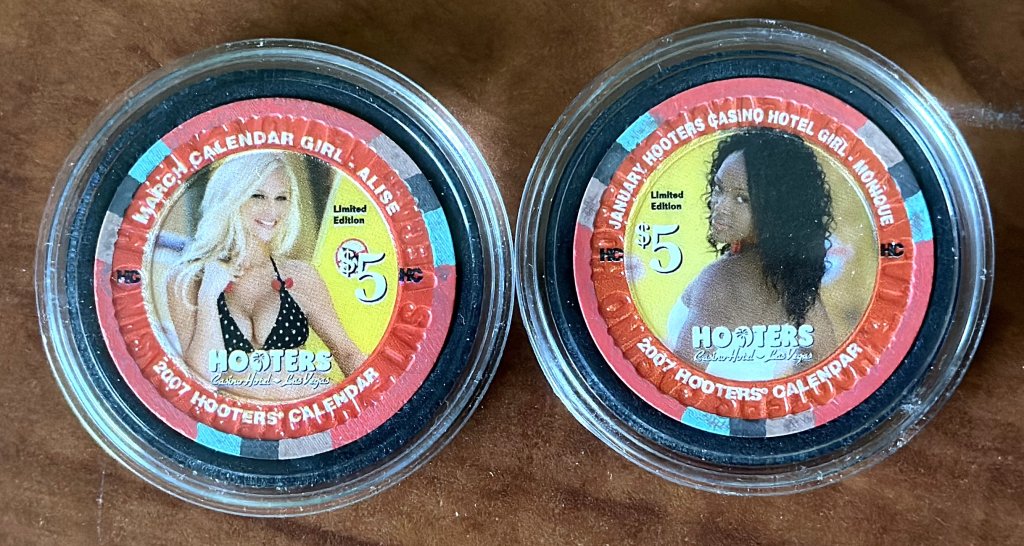 MARCH CALENDAR GIRL - ALISE
Limited
Edition
$5
HC
HC
HOOTERS
Casino Hotel - Las Vegas
2007 HOOTERS® CALENDAR
JANUARY HOOTERS CASINO HOTEL GIRL - MONIQUE
Limited
Edition
$5
HC
HC
HOOTERS
Casino Hotel - Las Vegas
2007 HOOTERS® CALENDAR